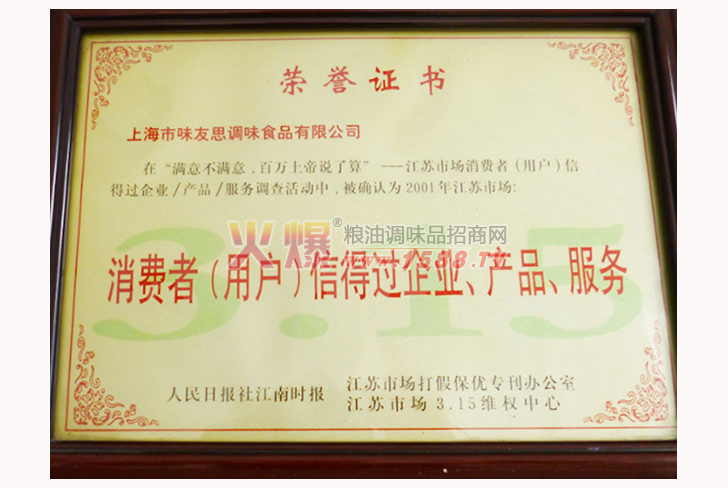 荣誉证书
上海市味友思调味食品有限公司
在“满意不满意，百万上帝说了算”---江苏市场消费者（用户）信
得过企业/产品/服务调查活动中，被确认为2001年江苏市场:
火爆®粮油调味品招商网
www.1588.TV
3.15
消费者（用户）信得过企业、产品、服务
人民日报社江南时报
江苏市场打假保优专刊办公室
江苏市场3.15维权中心